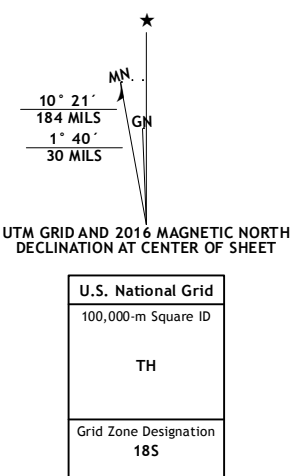 ★
MN
GN
10° 21´
184 MILS
1° 40´
30 MILS
UTM GRID AND 2016 MAGNETIC NORTH
DECLINATION AT CENTER OF SHEET
U.S. National Grid
100,000-m Square ID
TH
Grid Zone Designation
18S